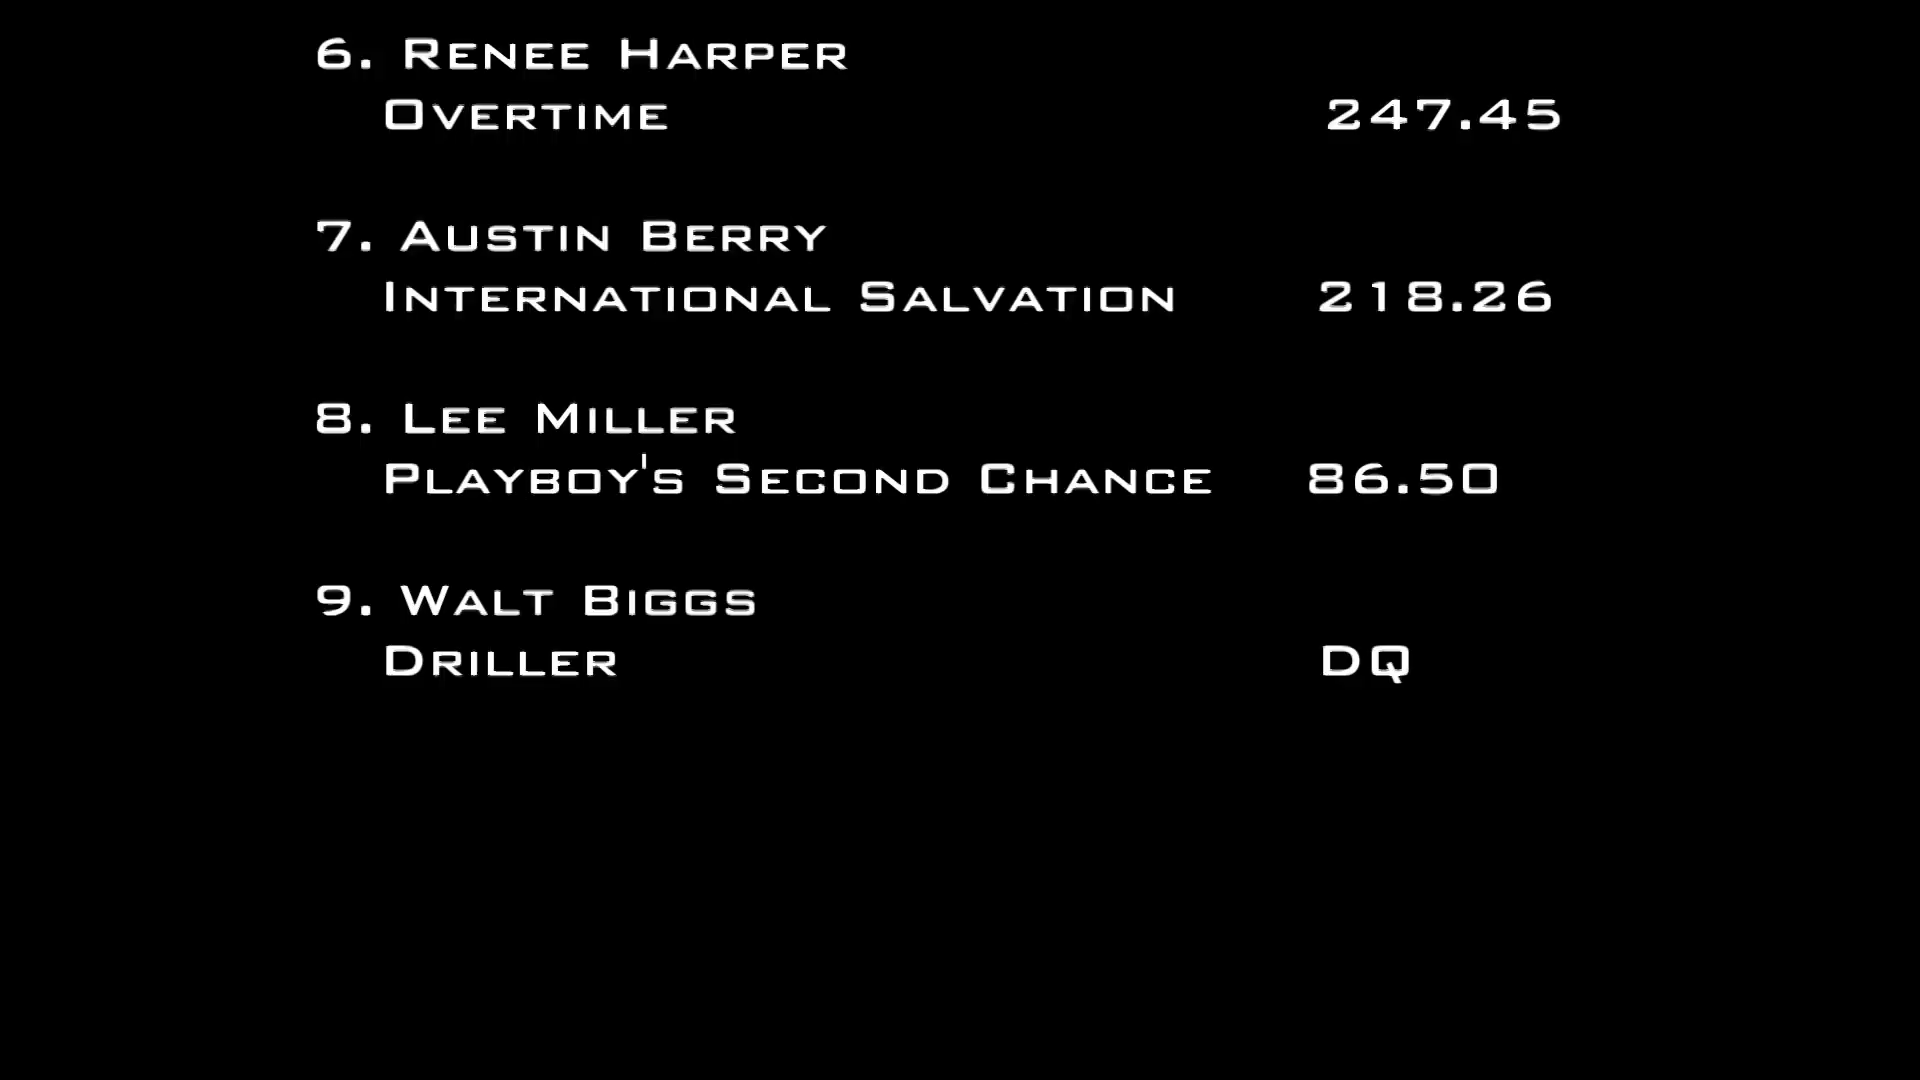 6. Renee Harper
Overtime 247.45
7. Austin Berry
International Salvation 218.26
8. Lee Miller
Playboy's Second Chance 86.50
9. Walt Biggs
Driller DQ